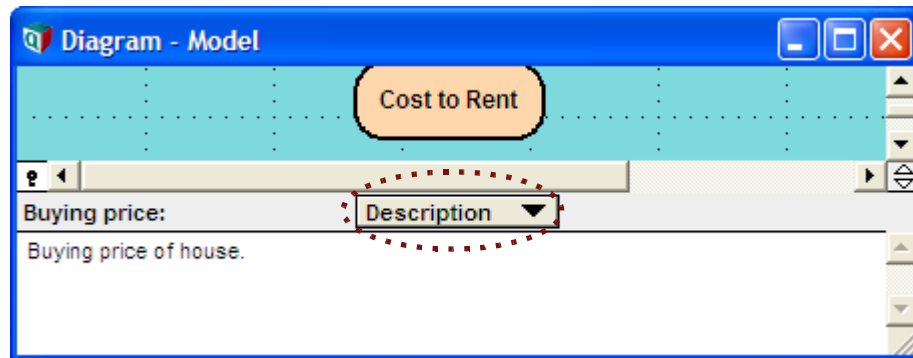 Diagram - Model
Cost to Rent
Buying price:
Description
Buying price of house.